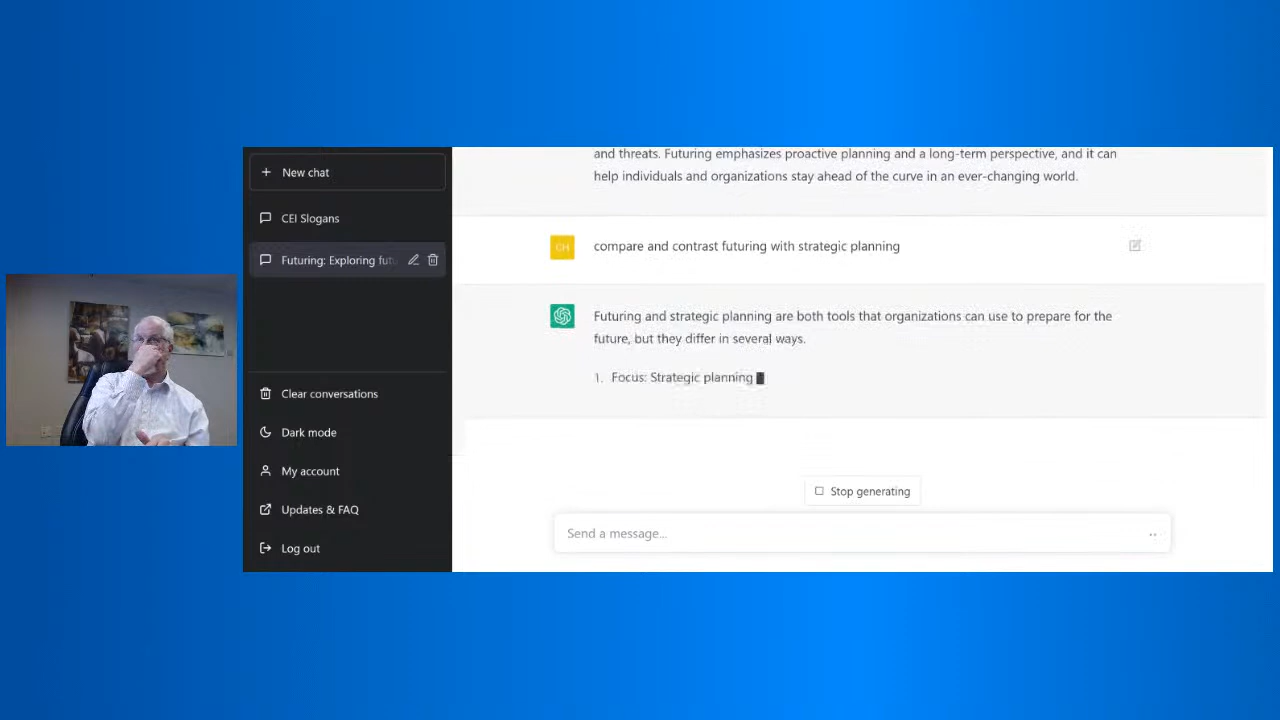 New chat
CEI Slogans
Futuring: Exploring futu
Clear conversations
Dark mode
My account
Updates & FAQ
Log out
and threats. Futuring emphasizes proactive planning and a long-term perspective, and it can
help individuals and organizations stay ahead of the curve in an ever-changing world.
CH
compare and contrast futuring with strategic planning
Futuring and strategic planning are both tools that organizations can use to prepare for the
future, but they differ in several ways.
1. Focus: Strategic planning
Stop generating
Send a message...